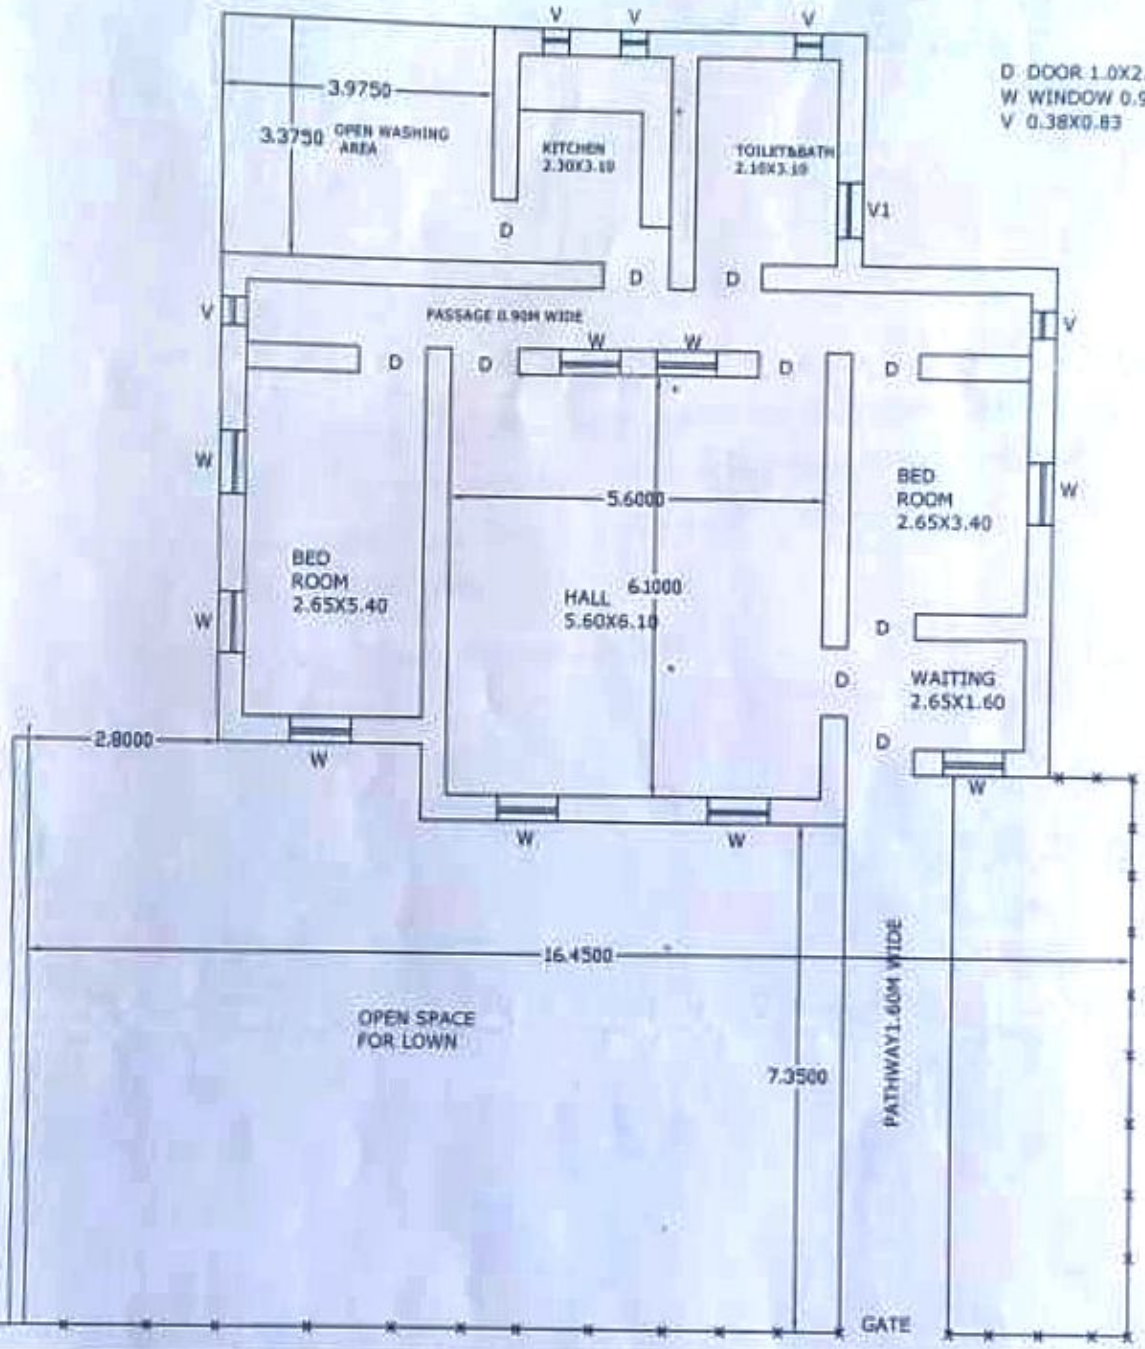 V
V
V
D DOOR 1.0X2.
W WINDOW 0.9
V 0.38X0.83
3.9750
3.3750
OPEN WASHING
AREA
KITCHEN
2.30X3.10
TOILET&BATH
2.10X3.10
V1
D
D
D
V
PASSAGE 0.90M WIDE
V
W
W
D
D
D
D
W
5.6000
BED
ROOM
2.65X3.40
W
BED
ROOM
2.65X5.40
HALL
5.60X6.10
6.1000
W
D
D
WAITING
2.65X1.60
D
2.8000
W
W
W
W
16.4500
OPEN SPACE
FOR LOWN
7.3500
PATHWAY1.60M WIDE
GATE